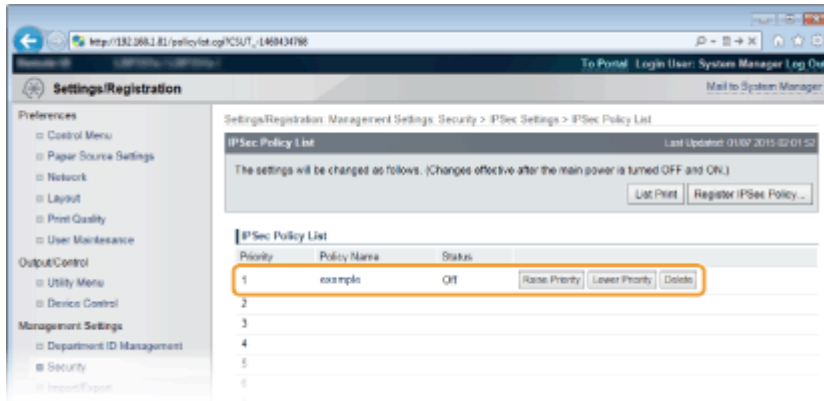 http://192.168.1.81/policylist.cgi?CSUT_-1460434768
To Portal Login User: System Manager Log Ou
Settings/Registration
Mail to System Manager
Preferences
Control Menu
Paper Source Settings
Network
Layout
Print Quality
User Maintenance
Output/Control
Utility Menu
Device Control
Management Settings
Department ID Management
Security
Import/Export
Settings/Registration: Management Settings: Security > IPSec Settings > IPSec Policy List
IPSec Policy List
Last Updated: 01/07 2015 02:01:52
The settings will be changed as follows. (Changes effective after the main power is turned OFF and ON.)
List Print
Register IPSec Policy...
IPSec Policy List
Priority Policy Name Status
1 example Off Raise Priority Lower Priority Delete
2
3
4
5
6